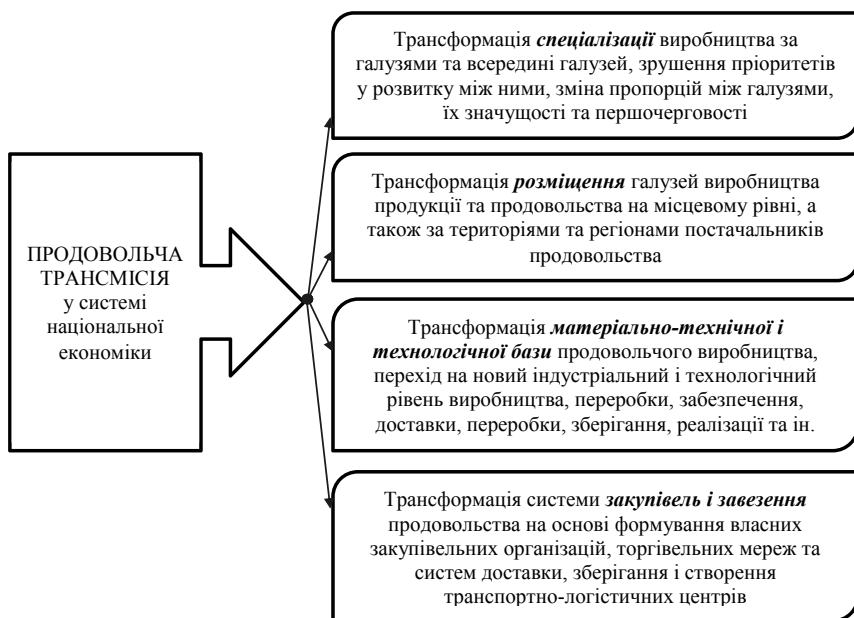 Трансформація спеціалізації виробництва за
галузями та всередині галузей, зрушення пріоритетів
у розвитку між ними, зміна пропорцій між галузями,
їх значущості та першочерговості
ПРОДОВОЛЬЧА
ТРАНСМІСІЯ
у системі
національної
економіки
Трансформація розміщення галузей виробництва
продукції та продовольства на місцевому рівні, а
також за територіями та регіонами постачальників
продовольства
Трансформація матеріально-технічної і
технологічної бази продовольчого виробництва,
перехід на новий індустріальний і технологічний
рівень виробництва, переробки, забезпечення,
доставки, переробки, зберігання, реалізації та ін.
Трансформація системи закупівель і завезення
продовольства на основі формування власних
закупівельних організацій, торгівельних мереж та
систем доставки, зберігання і створення
транспортно-логістичних центрів